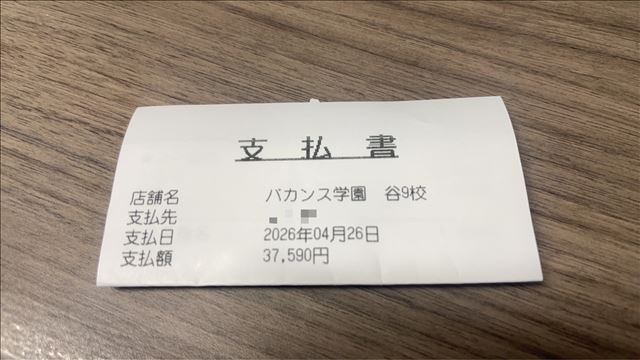 支払書
店舗名 バカンス学園 谷9校
支払先
支払日 2026年04月26日
支払額 37,590円